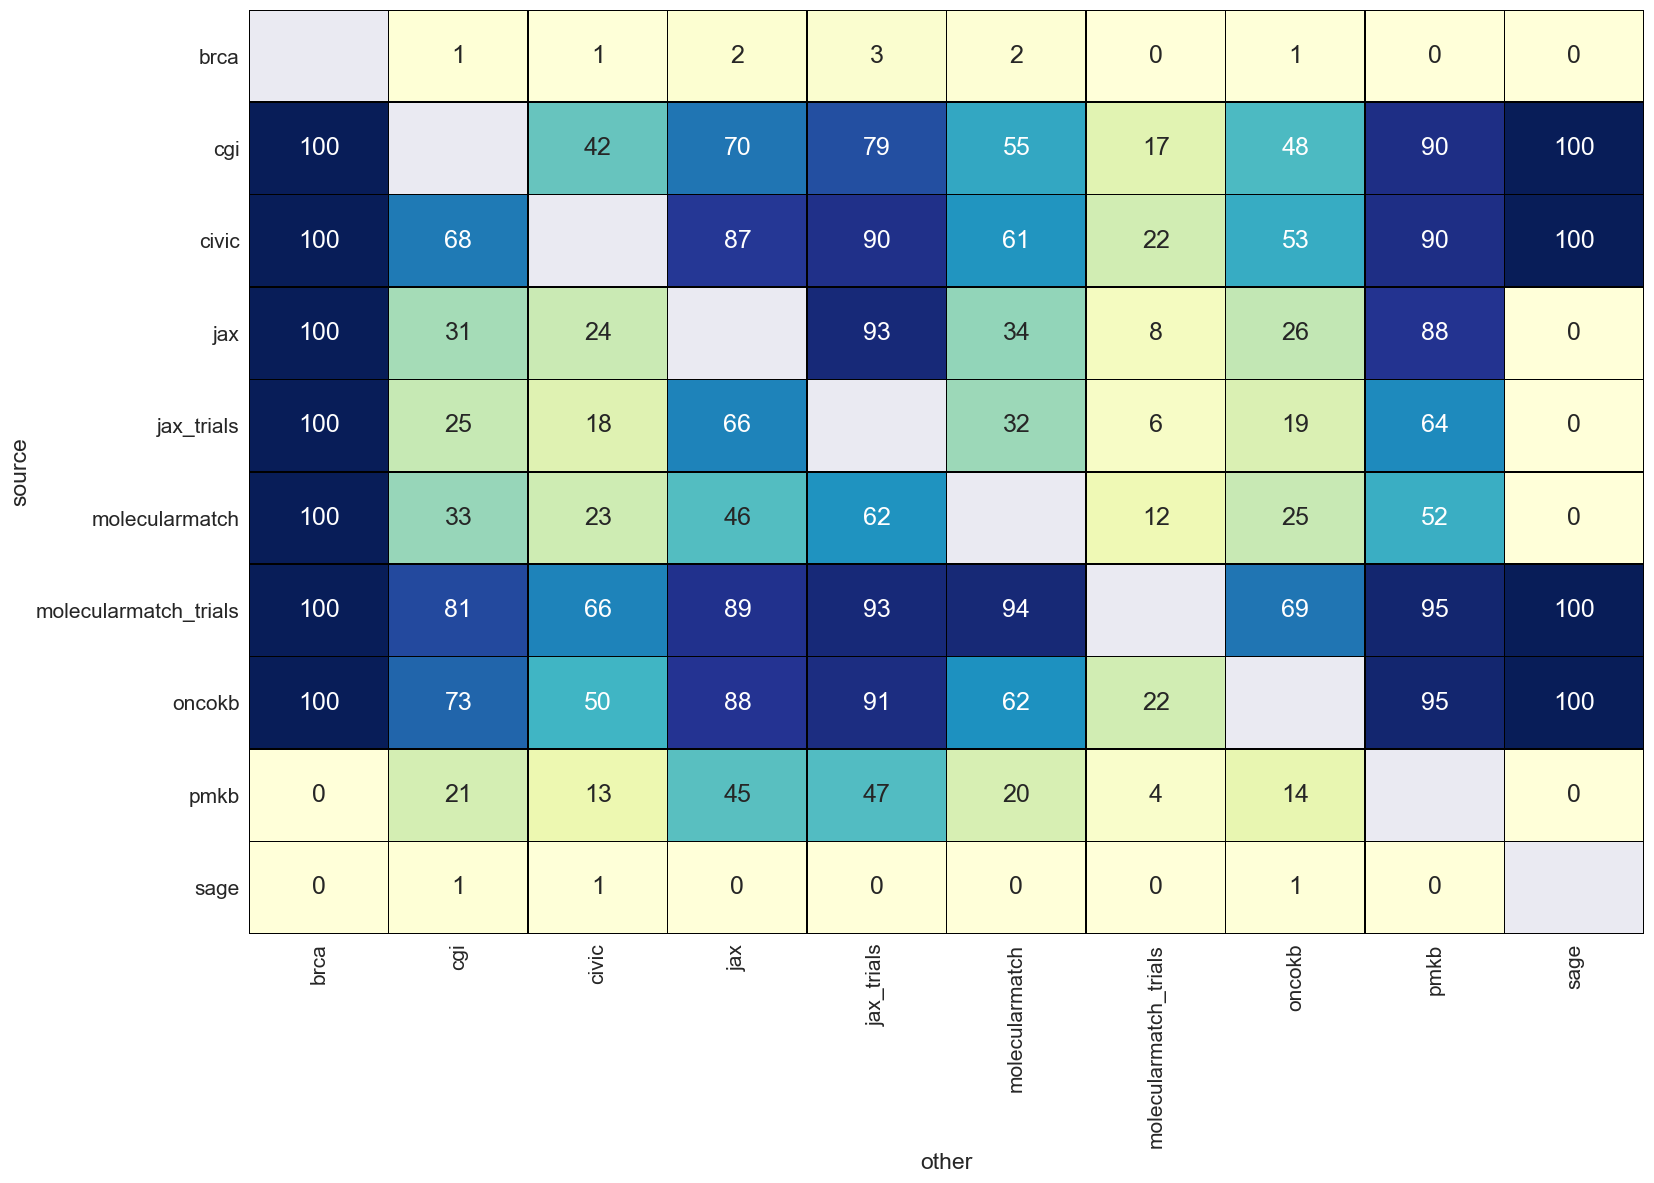 brca 1 1 2 3 2 0 1 0 0
cgi 100 42 70 79 55 17 48 90 100
civic 100 68 87 90 61 22 53 90 100
jax 100 31 24 93 34 8 26 88 0
jax_trials 100 25 18 66 32 6 19 64 0
source
molecularmatch 100 33 23 46 62 12 25 52 0
molecularmatch_trials 100 81 66 89 93 94 69 95 100
oncokb 100 73 50 88 91 62 22 95 100
pmkb 0 21 13 45 47 20 4 14 0
sage 0 1 1 0 0 0 0 1 0
brca cgi civic jax jax_trials molecularmatch molecularmatch_trials oncokb pmkb sage
other